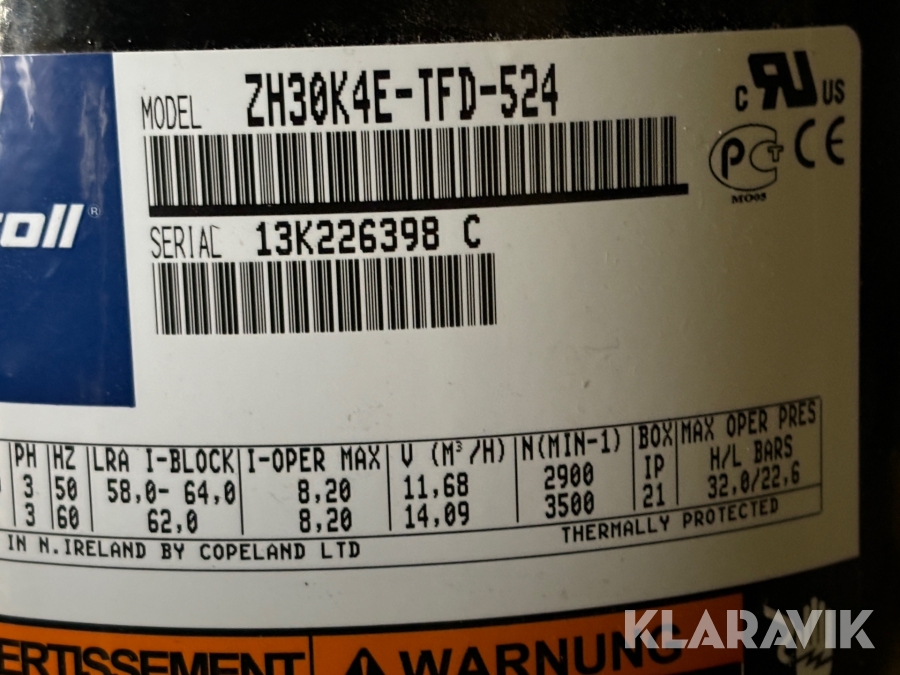 MODEL ZH30K4E-TFD-524
c RU US
PCT CE
MO05
oll®
SERIAL 13K226398 C
PH HZ LRA I-BLOCK I-OPER MAX V (M³/H) N(MIN-1) BOX MAX OPER PRES
IP H/L BARS
3 50 58,0- 64,0 8,20 11,68 2900 21 32,0/22,6
3 60 62,0 8,20 14,09 3500
THERMALLY PROTECTED
IN N.IRELAND BY COPELAND LTD
ERTISSEMENT WARNUNG
KLARAVIK